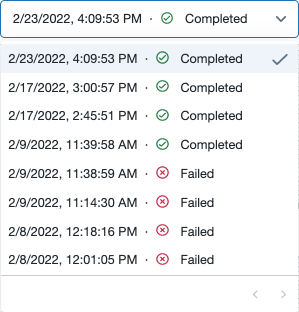 2/23/2022, 4:09:53 PM · Completed
2/23/2022, 4:09:53 PM · Completed
2/17/2022, 3:00:57 PM · Completed
2/17/2022, 2:45:51 PM · Completed
2/9/2022, 11:39:58 AM · Completed
2/9/2022, 11:38:59 AM · Failed
2/9/2022, 11:14:30 AM · Failed
2/8/2022, 12:18:16 PM · Failed
2/8/2022, 12:01:05 PM · Failed